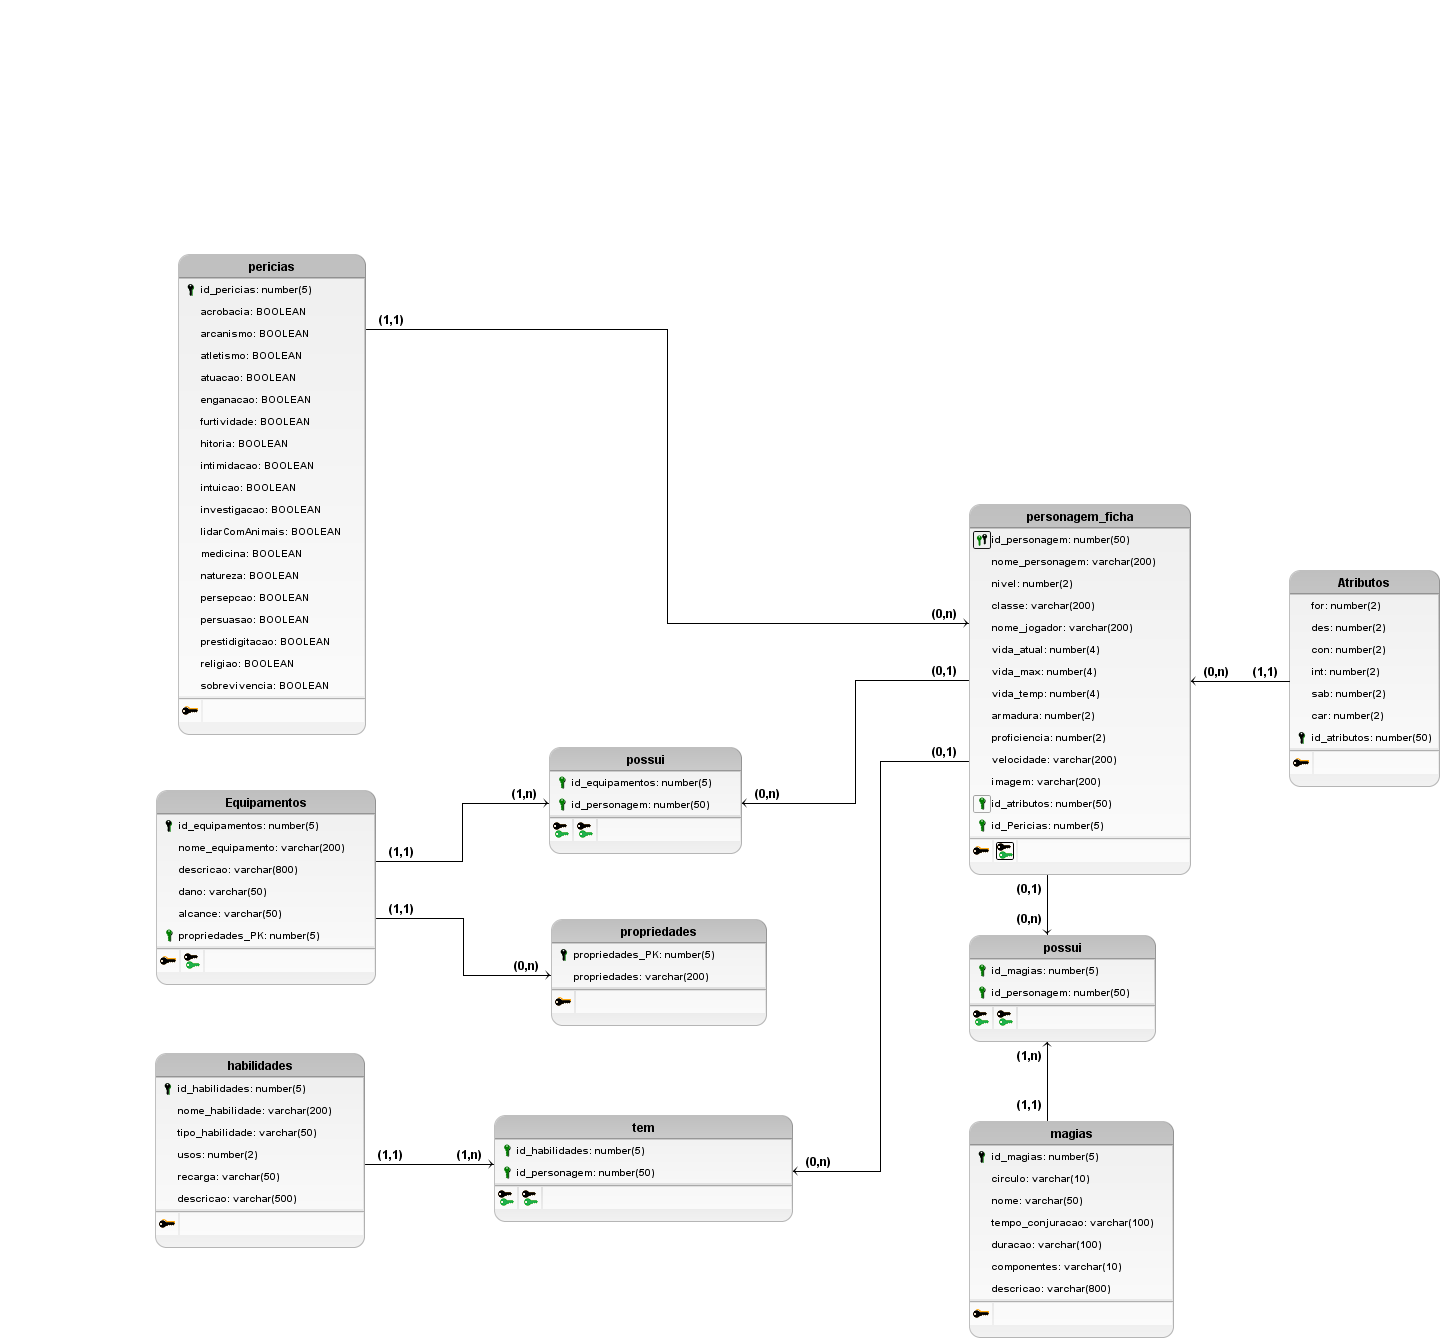 pericias
id_pericias: number(5)
acrobacia: BOOLEAN
arcanismo: BOOLEAN
atletismo: BOOLEAN
atuacao: BOOLEAN
enganacao: BOOLEAN
furtividade: BOOLEAN
hitoria: BOOLEAN
intimidacao: BOOLEAN
intuicao: BOOLEAN
investigacao: BOOLEAN
lidarComAnimais: BOOLEAN
medicina: BOOLEAN
natureza: BOOLEAN
persepcao: BOOLEAN
persuasao: BOOLEAN
prestidigitacao: BOOLEAN
religiao: BOOLEAN
sobrevivencia: BOOLEAN
(1,1)
(0,n)
personagem_ficha
id_personagem: number(50)
nome_personagem: varchar(200)
nivel: number(2)
classe: varchar(200)
nome_jogador: varchar(200)
vida_atual: number(4)
vida_max: number(4)
vida_temp: number(4)
armadura: number(2)
proficiencia: number(2)
velocidade: varchar(200)
imagem: varchar(200)
id_atributos: number(50)
id_Pericias: number(5)
(0,n) (1,1)
Atributos
for: number(2)
des: number(2)
con: number(2)
int: number(2)
sab: number(2)
car: number(2)
id_atributos: number(50)
(0,1)
(0,1)
possui
id_equipamentos: number(5)
id_personagem: number(50)
(1,n)
(0,n)
Equipamentos
id_equipamentos: number(5)
nome_equipamento: varchar(200)
descricao: varchar(800)
dano: varchar(50)
alcance: varchar(50)
propriedades_PK: number(5)
(1,1)
(1,1)
(0,n)
propriedades
propriedades_PK: number(5)
propriedades: varchar(200)
(0,1)
(0,n)
possui
id_magias: number(5)
id_personagem: number(50)
(1,n)
(1,1)
habilidades
id_habilidades: number(5)
nome_habilidade: varchar(200)
tipo_habilidade: varchar(50)
usos: number(2)
recarga: varchar(50)
descricao: varchar(500)
(1,1) (1,n)
tem
id_habilidades: number(5)
id_personagem: number(50)
(0,n)
magias
id_magias: number(5)
circulo: varchar(10)
nome: varchar(50)
tempo_conjuracao: varchar(100)
duracao: varchar(100)
componentes: varchar(10)
descricao: varchar(800)